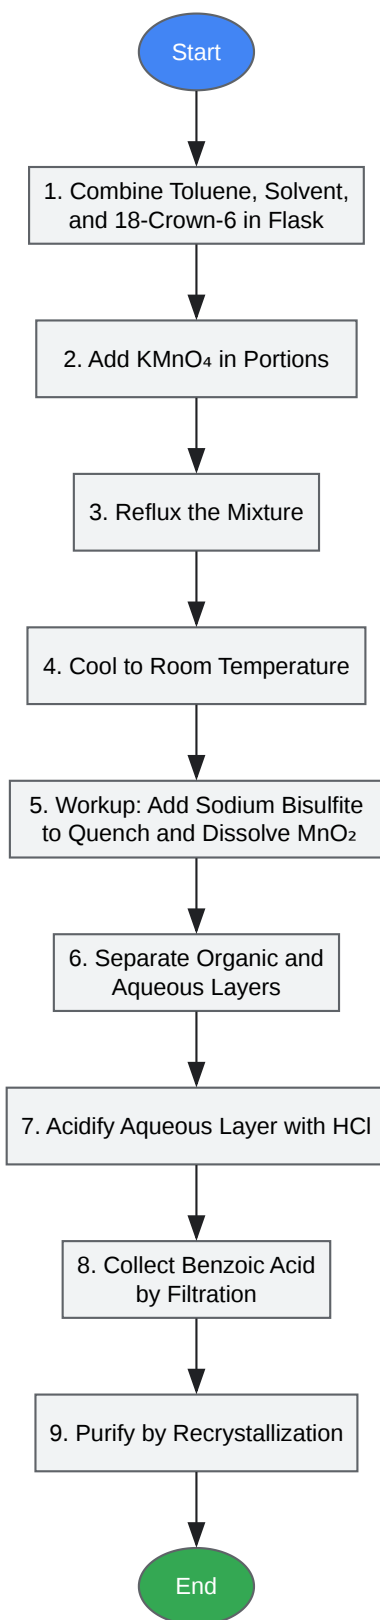 Start
1. Combine Toluene, Solvent,
and 18-Crown-6 in Flask
2. Add KMnO₄ in Portions
3. Reflux the Mixture
4. Cool to Room Temperature
5. Workup: Add Sodium Bisulfite
to Quench and Dissolve MnO₂
6. Separate Organic and
Aqueous Layers
7. Acidify Aqueous Layer with HCl
8. Collect Benzoic Acid
by Filtration
9. Purify by Recrystallization
End